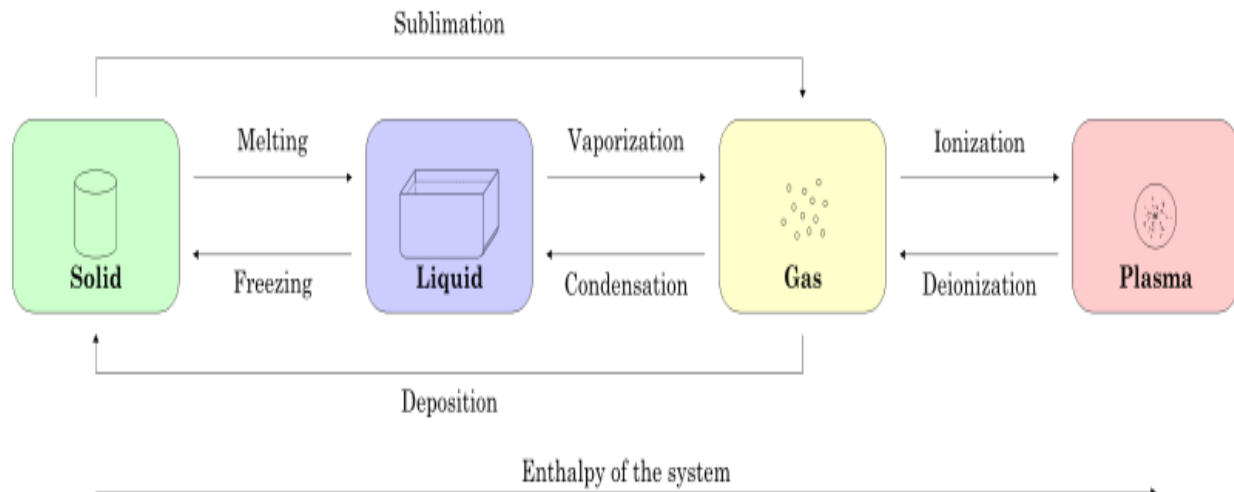 Sublimation
Melting
Vaporization
Ionization
Solid
Freezing
Liquid
Condensation
Gas
Deionization
Plasma
Deposition
Enthalpy of the system